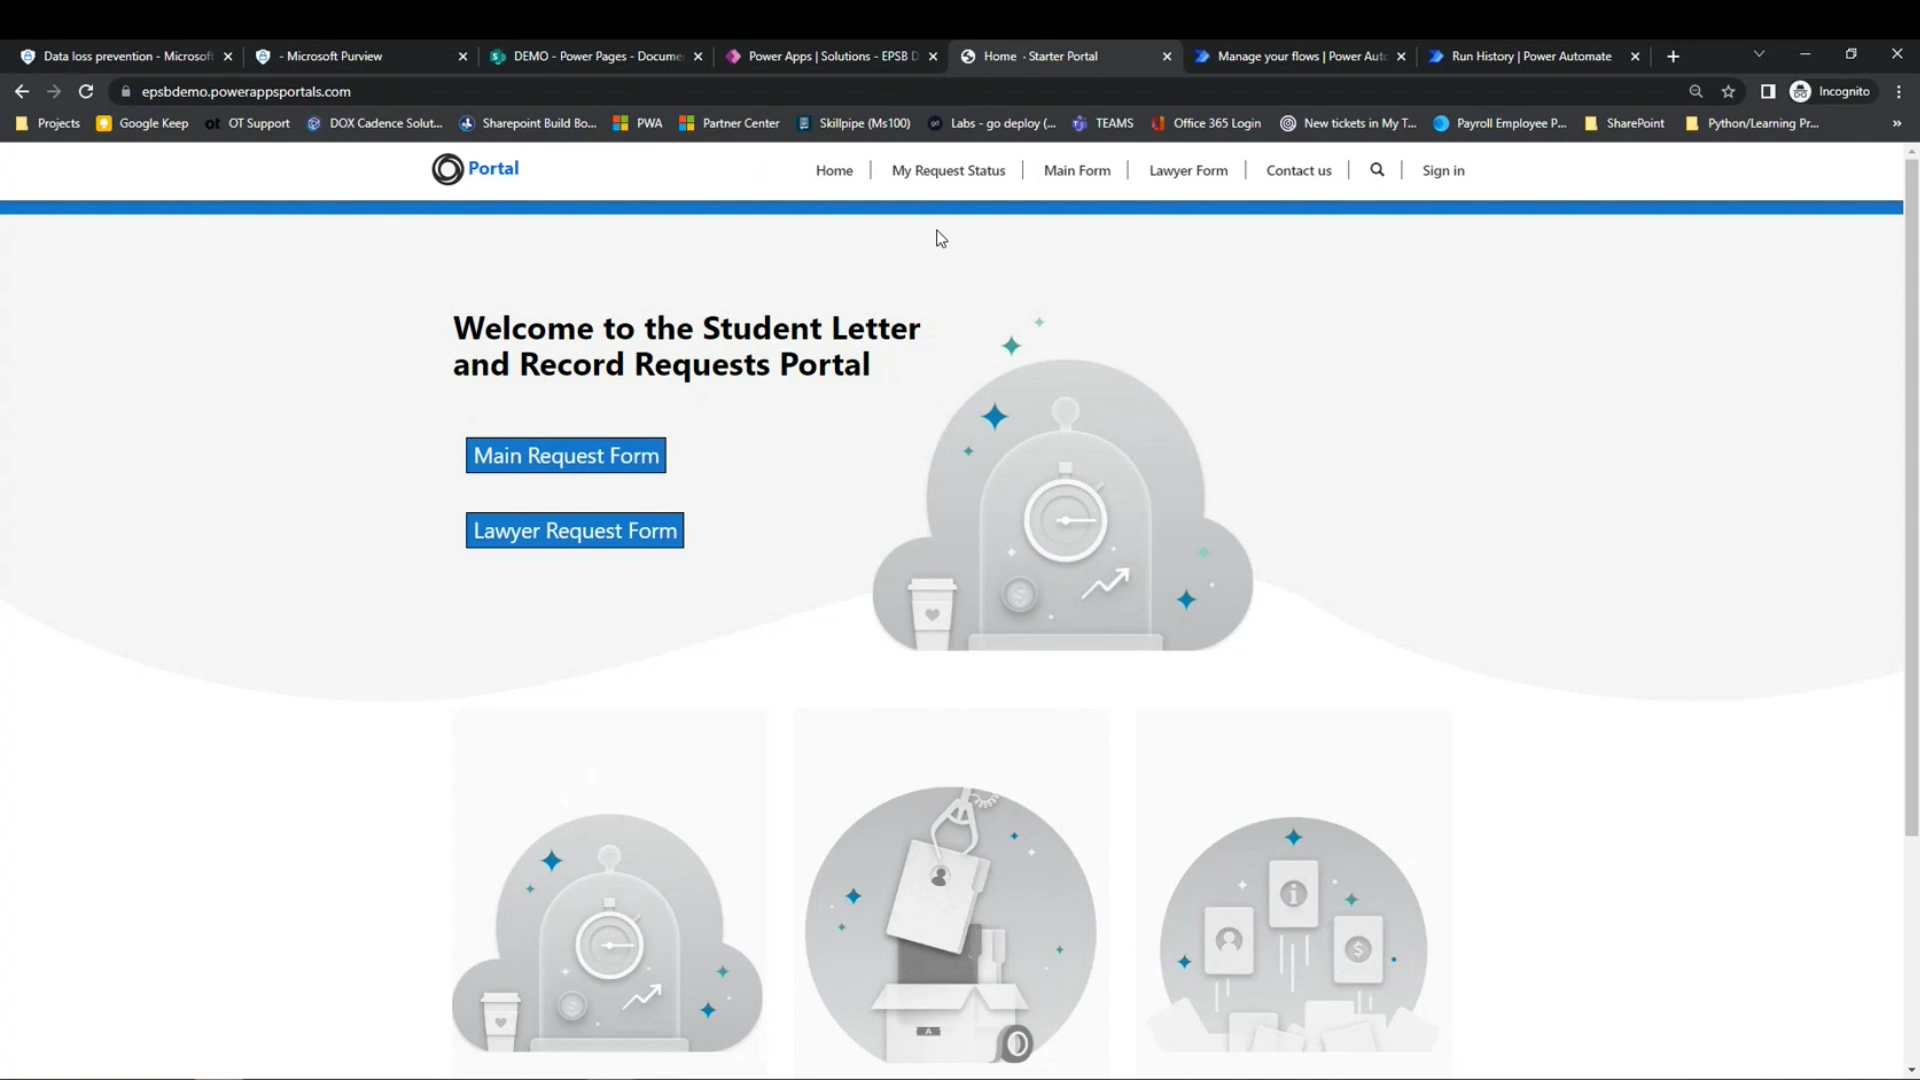 Data loss prevention - Microsoft
- Microsoft Purview
DEMO - Power Pages - Docume
Power Apps | Solutions - EPSB D
Home · Starter Portal
Manage your flows | Power Auto
Run History | Power Automate
epsbdemo.powerappsportals.com
Incognito
Projects
Google Keep
OT Support
DOX Cadence Solut...
Sharepoint Build Bo...
PWA
Partner Center
Skillpipe (Ms100)
Labs - go deploy (...
TEAMS
Office 365 Login
New tickets in My T...
Payroll Employee P...
SharePoint
Python/Learning Pr...
Portal
Home
My Request Status
Main Form
Lawyer Form
Contact us
Sign in
Welcome to the Student Letter
and Record Requests Portal
Main Request Form
Lawyer Request Form
A